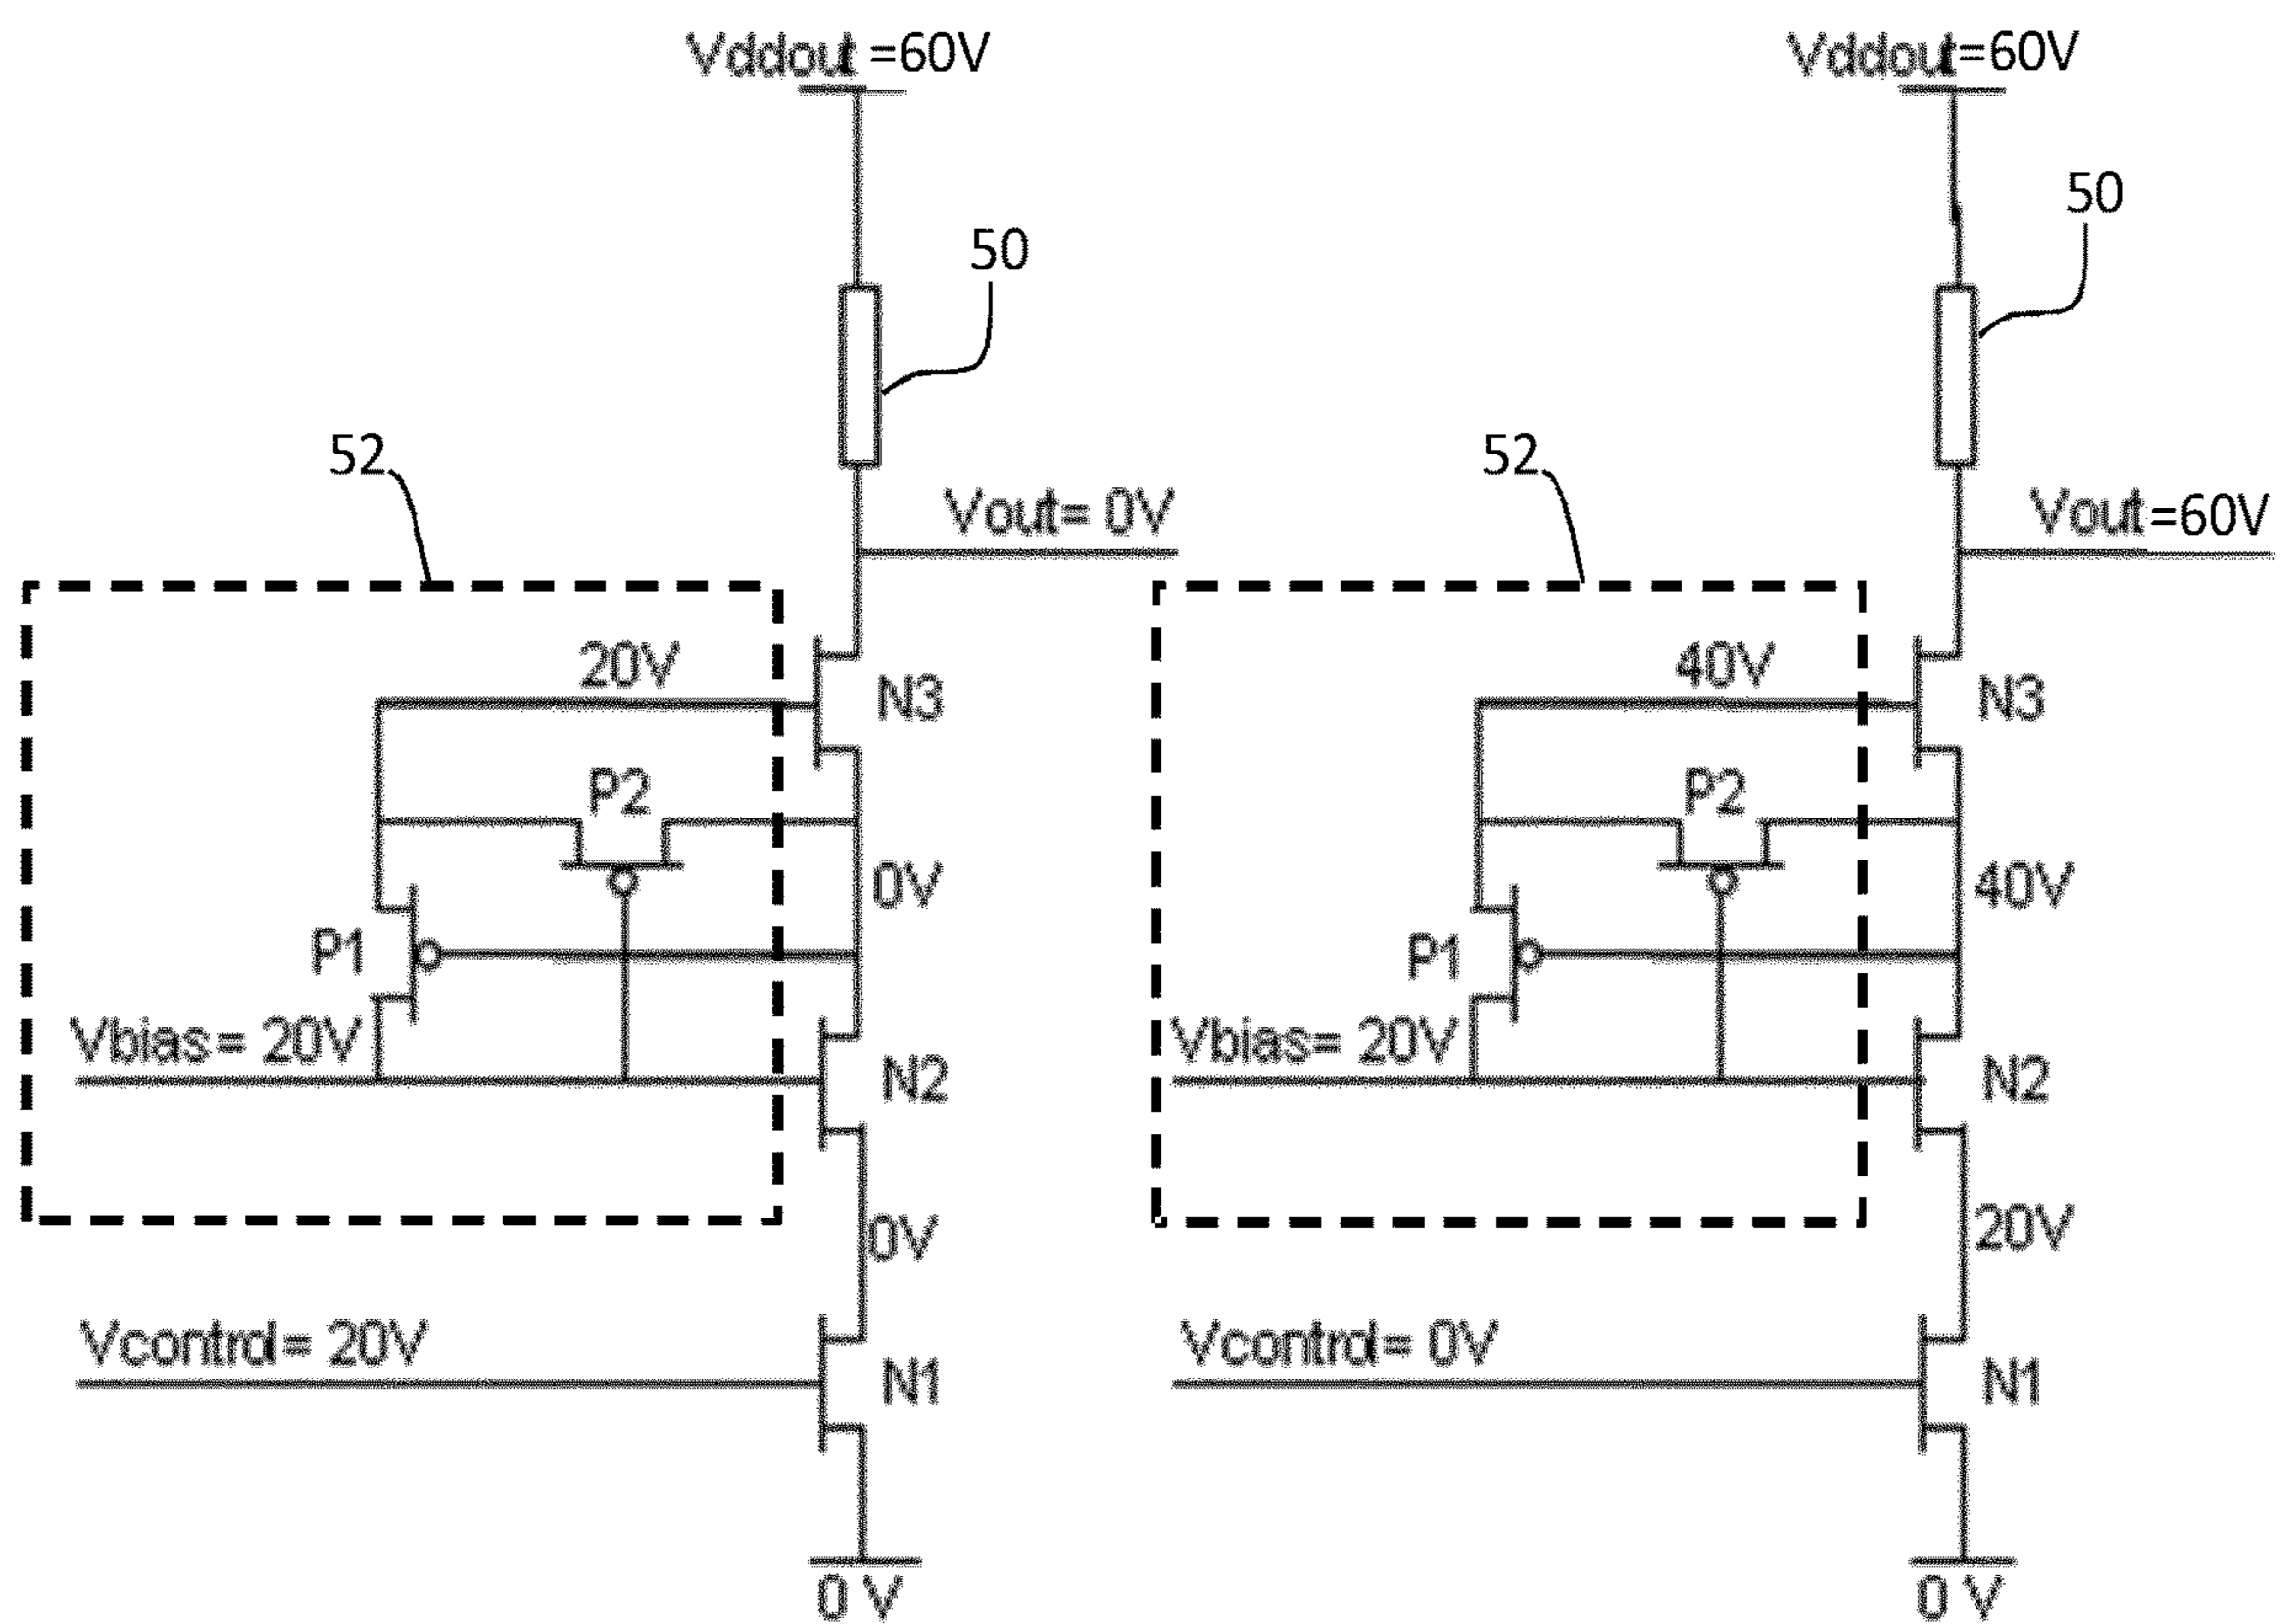 Vddout =60V
50
52
Vout= 0V
20V
N3
P2
0V
P1
Vbias= 20V
N2
0V
Vcontrol= 20V
N1
0 V
Vddout=60V
50
52
Vout=60V
40V
N3
P2
40V
P1
Vbias= 20V
N2
20V
Vcontrol= 0V
N1
0 V